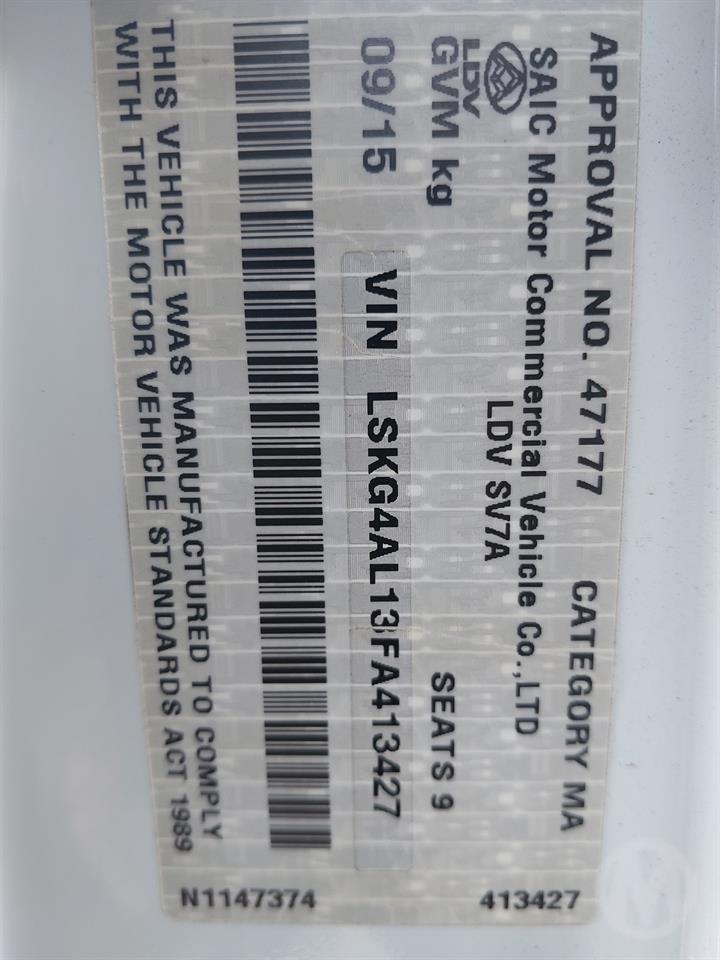 APPROVAL NO. 47177 CATEGORY MA
SAIC Motor Commercial Vehicle Co.,LTD
LDV LDV SV7A
GVM kg SEATS 9
09/15 VIN LSKG4AL13FA413427
THIS VEHICLE WAS MANUFACTURED TO COMPLY
WITH THE MOTOR VEHICLE STANDARDS ACT 1989
N1147374 413427
M